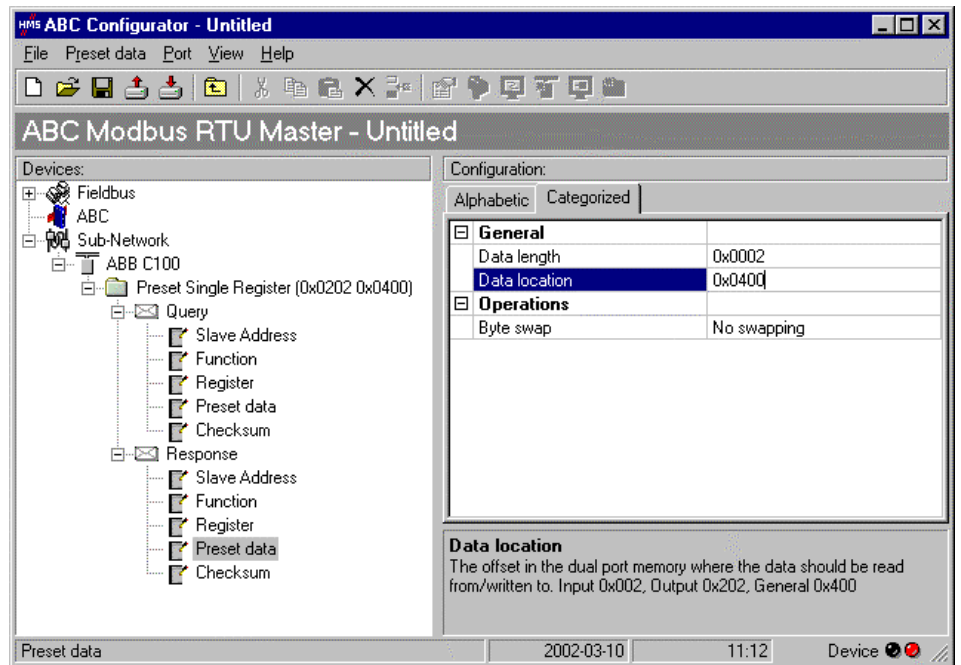 HMS ABC Configurator - Untitled
File Preset data Port View Help
ABC Modbus RTU Master - Untitled
Devices:
Fieldbus
ABC
Sub-Network
ABB C100
Preset Single Register (0x0202 0x0400)
Query
Slave Address
Function
Register
Preset data
Checksum
Response
Slave Address
Function
Register
Preset data
Checksum
Configuration:
Alphabetic Categorized
General
Data length 0x0002
Data location 0x0400
Operations
Byte swap No swapping
Data location
The offset in the dual port memory where the data should be read
from/written to. Input 0x002, Output 0x202, General 0x400
Preset data 2002-03-10 11:12 Device